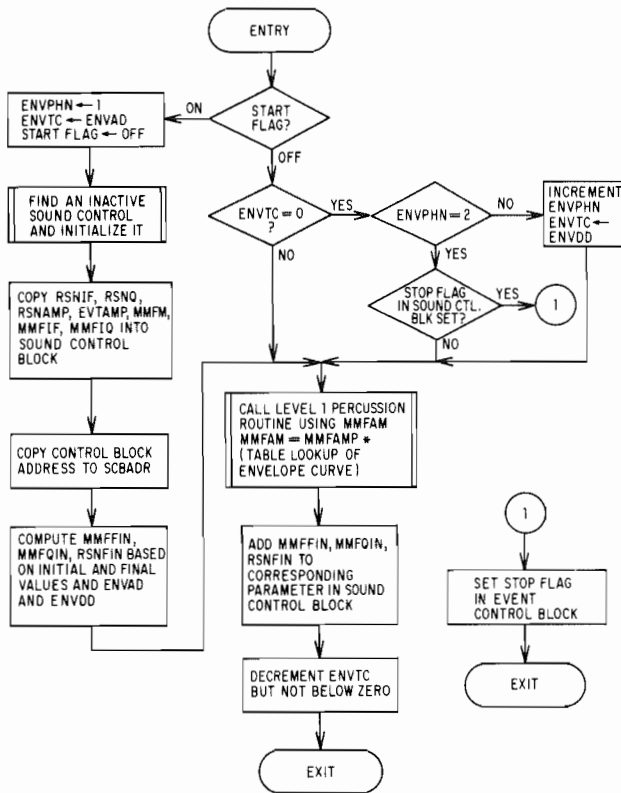 ENTRY
START
FLAG?
ON
OFF
ENVPHN ← 1
ENVTC ← ENVAD
START FLAG ← OFF
FIND AN INACTIVE
SOUND CONTROL
AND INITIALIZE IT
COPY RSNIF, RSNQ,
RSNAMP, EVTAMP, MMFM,
MMFIF, MMFIQ INTO
SOUND CONTROL
BLOCK
COPY CONTROL BLOCK
ADDRESS TO SCBADR
COMPUTE MMFFIN,
MMFQIN, RSNFIN BASED
ON INITIAL AND FINAL
VALUES AND ENVAD
AND ENVDD
ENVTC = 0
?
YES
NO
ENVPHN = 2
NO
YES
INCREMENT
ENVPHN
ENVTC ←
ENVDD
STOP FLAG
IN SOUND CTL.
BLK SET?
YES
NO
1
CALL LEVEL 1 PERCUSSION
ROUTINE USING MMFAM
MMFAM = MMFAMP *
(TABLE LOOKUP OF
ENVELOPE CURVE)
ADD MMFFIN, MMFQIN,
RSNFIN TO
CORRESPONDING
PARAMETER IN SOUND
CONTROL BLOCK
DECREMENT ENVTC
BUT NOT BELOW ZERO
EXIT
1
SET STOP FLAG
IN EVENT
CONTROL BLOCK
EXIT